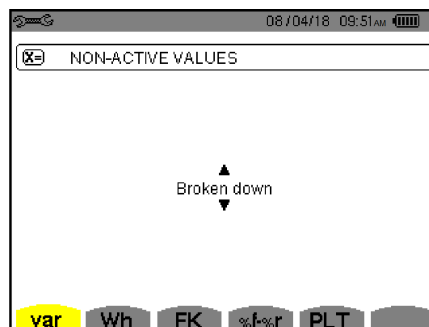 08/04/18 09:51AM
X= NON-ACTIVE VALUES
Broken down
var Wh FK %f-%r PLT